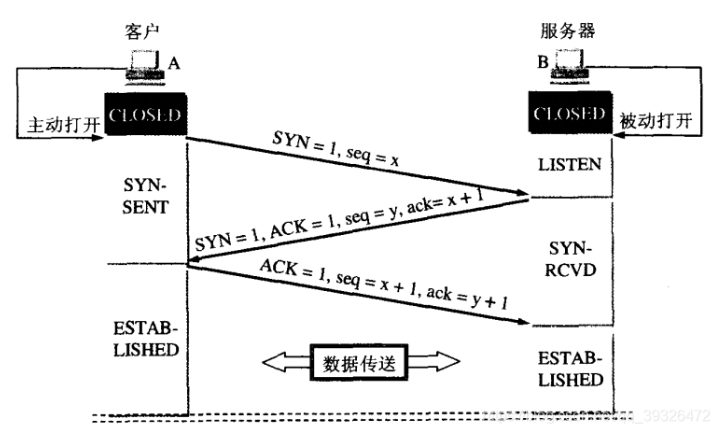 客户
服务器
A
B
CLOSED
CLOSED
主动打开
被动打开
SYN = 1, seq = x
LISTEN
SYN-
SENT
SYN = 1, ACK = 1, seq = y, ack= x + 1
SYN-
RCVD
ACK = 1, seq = x + 1, ack = y + 1
ESTAB-
LISHED
数据传送
ESTAB-
LISHED
39326472